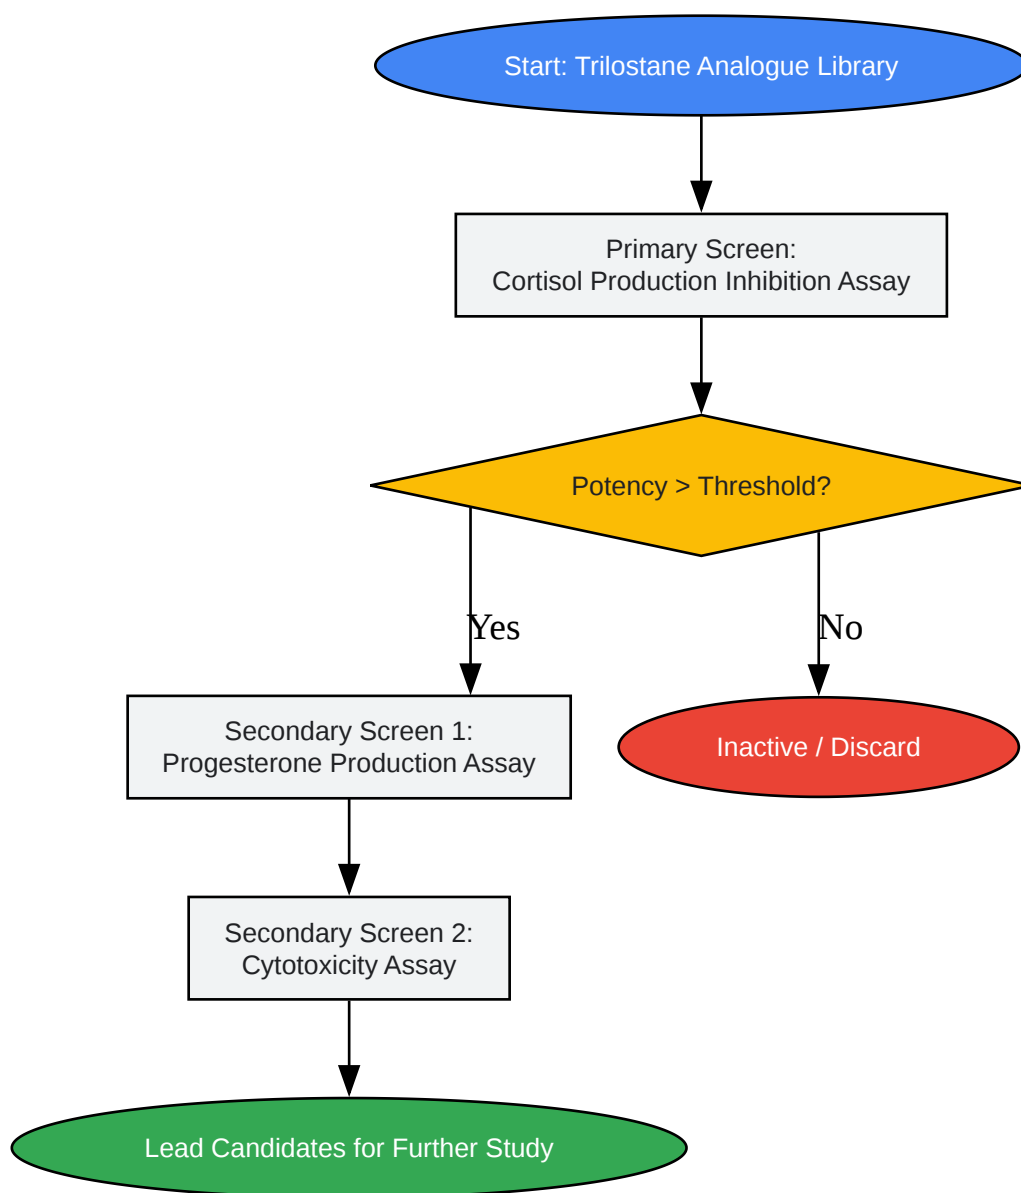 Start: Trilostane Analogue Library
Primary Screen:
Cortisol Production Inhibition Assay
Potency > Threshold?
Yes
No
Secondary Screen 1:
Progesterone Production Assay
Inactive / Discard
Secondary Screen 2:
Cytotoxicity Assay
Lead Candidates for Further Study